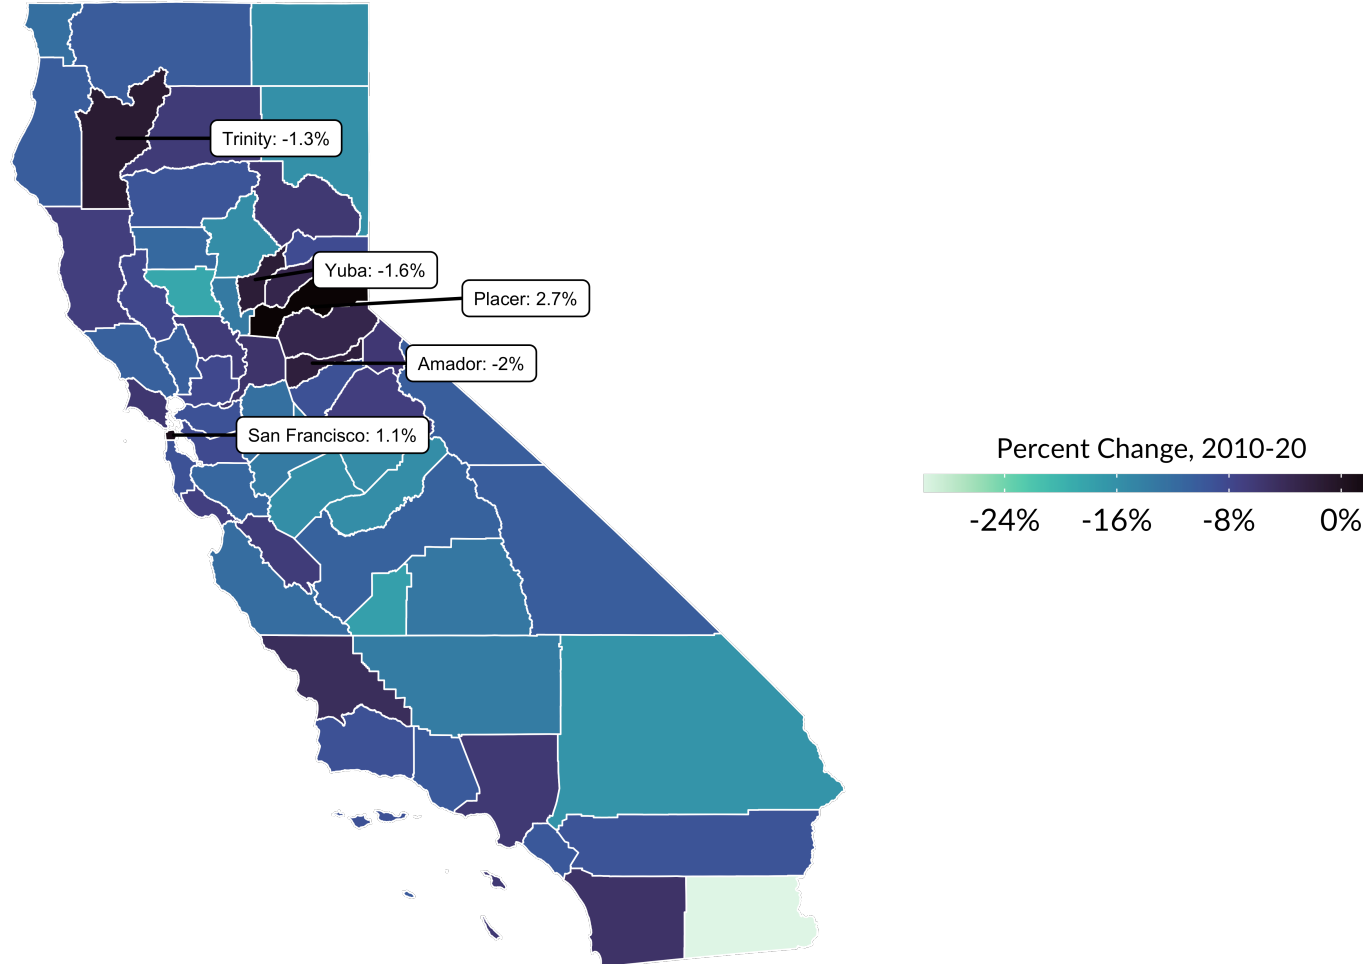 Trinity: -1.3%
Yuba: -1.6%
Placer: 2.7%
Amador: -2%
San Francisco: 1.1%
Percent Change, 2010-20
-24% -16% -8% 0%